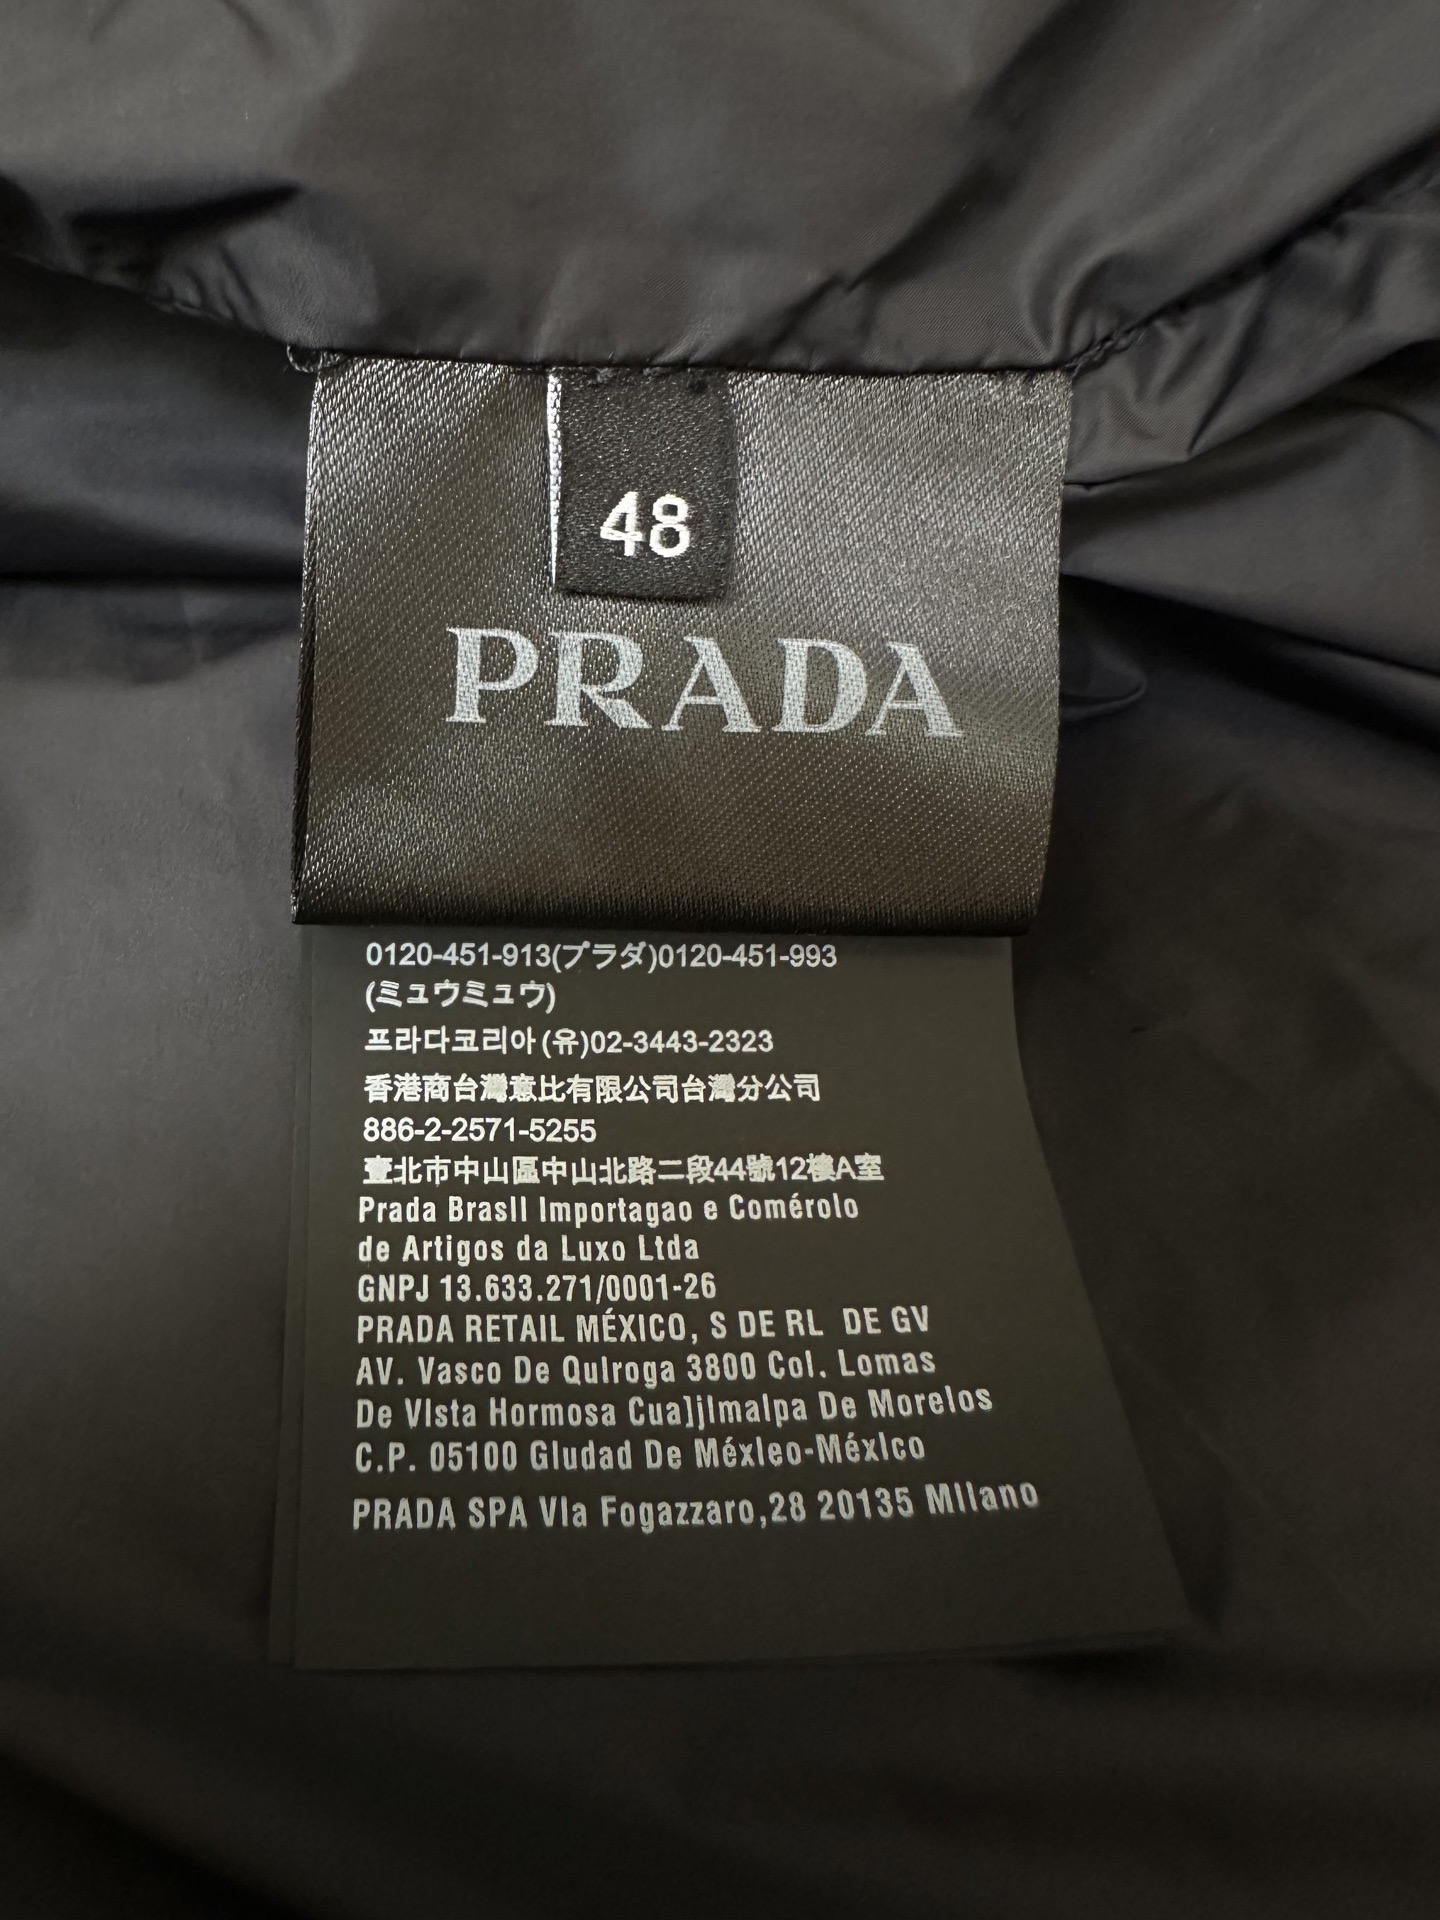 48
PRADA
0120-451-913(プラダ)0120-451-993
(ミュウミュウ)
프라다코리아(유)02-3443-2323
香港商台灣意比有限公司台灣分公司
886-2-2571-5255
臺北市中山區中山北路二段44號12樓A室
Prada Brasll Importagao e Comérolo
de Artigos da Luxo Ltda
GNPJ 13.633.271/0001-26
PRADA RETAIL MÉXICO, S DE RL DE GV
AV. Vasco De Qulroga 3800 Col. Lomas
De Vlsta Hormosa Cua]jlmalpa De Morelos
C.P. 05100 Gludad De Méxleo-Méxlco
PRADA SPA Vla Fogazzaro,28 20135 Mllano